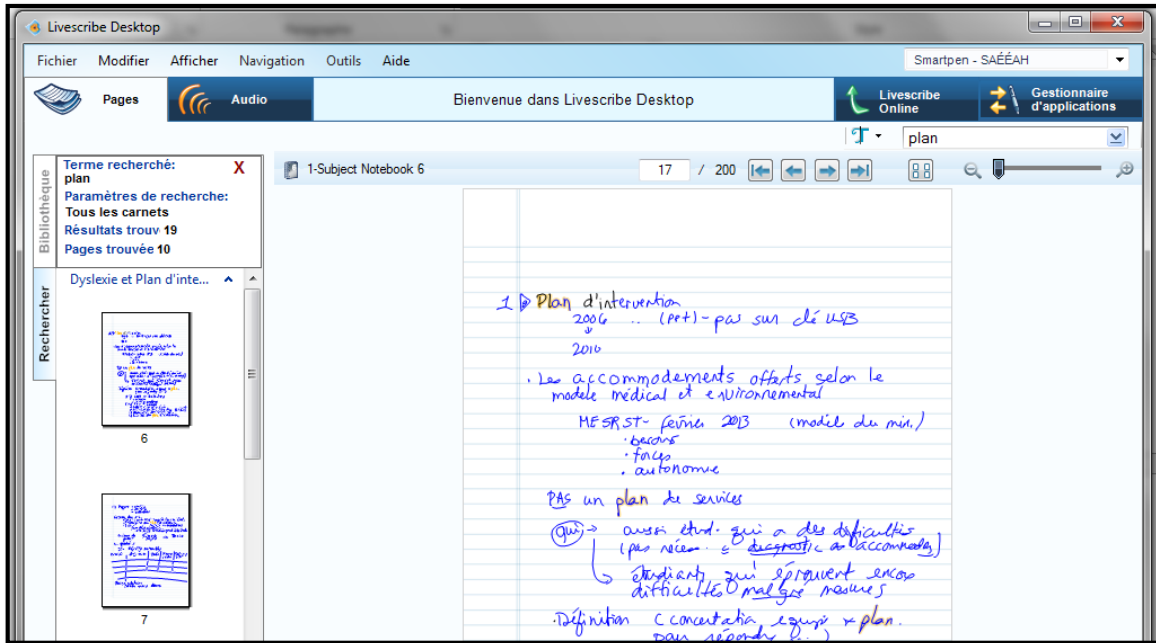 Livescribe Desktop
Fichier Modifier Afficher Navigation Outils Aide
Smartpen - SAÉÉAH
Pages
Audio
Bienvenue dans Livescribe Desktop
Livescribe Online
Gestionnaire d'applications
plan
Bibliothèque
Rechercher
Terme recherché: X
plan
Paramètres de recherche:
Tous les carnets
Résultats trouv 19
Pages trouvée 10
Dyslexie et Plan d'inte...
6
7
1-Subject Notebook 6
17 / 200
1 Plan d'intervention
2006 .. (ppt) - pas sur clé USB
2010
· Les accommodements offerts selon le
modèle médical et environnemental
MESRST - février 2013 (modèl du min.)
· besoins
· forces
· autonomie
PAS un plan de services
qui → aussi étud. qui a des difficultés
(pas néces. diagnostic
étudiants qui éprouvent encore
difficultés malgré mesures
· Définition (concertation equipe plan.
pour répondre